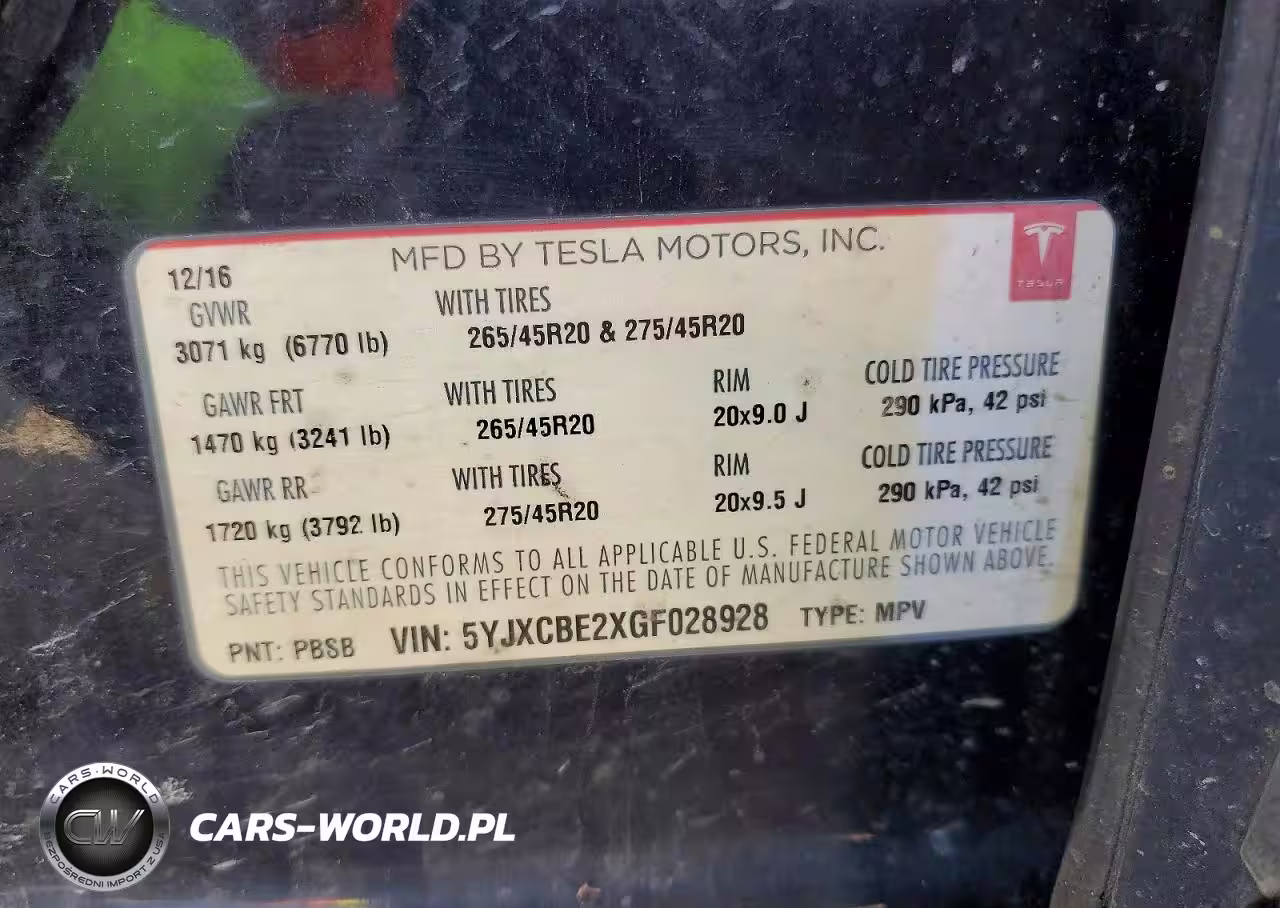 MFD BY TESLA MOTORS, INC.
TESLA
12/16
GVWR WITH TIRES
3071 kg (6770 lb) 265/45R20 & 275/45R20
GAWR FRT WITH TIRES RIM COLD TIRE PRESSURE
1470 kg (3241 lb) 265/45R20 20x9.0 J 290 kPa, 42 psi
GAWR RR WITH TIRES RIM COLD TIRE PRESSURE
1720 kg (3792 lb) 275/45R20 20x9.5 J 290 kPa, 42 psi
THIS VEHICLE CONFORMS TO ALL APPLICABLE U.S. FEDERAL MOTOR VEHICLE
SAFETY STANDARDS IN EFFECT ON THE DATE OF MANUFACTURE SHOWN ABOVE.
PNT: PBSB VIN: 5YJXCBE2XGF028928 TYPE: MPV
CARS-WORLD
CW
BEZPOŚREDNI IMPORT Z USA
CARS-WORLD.PL